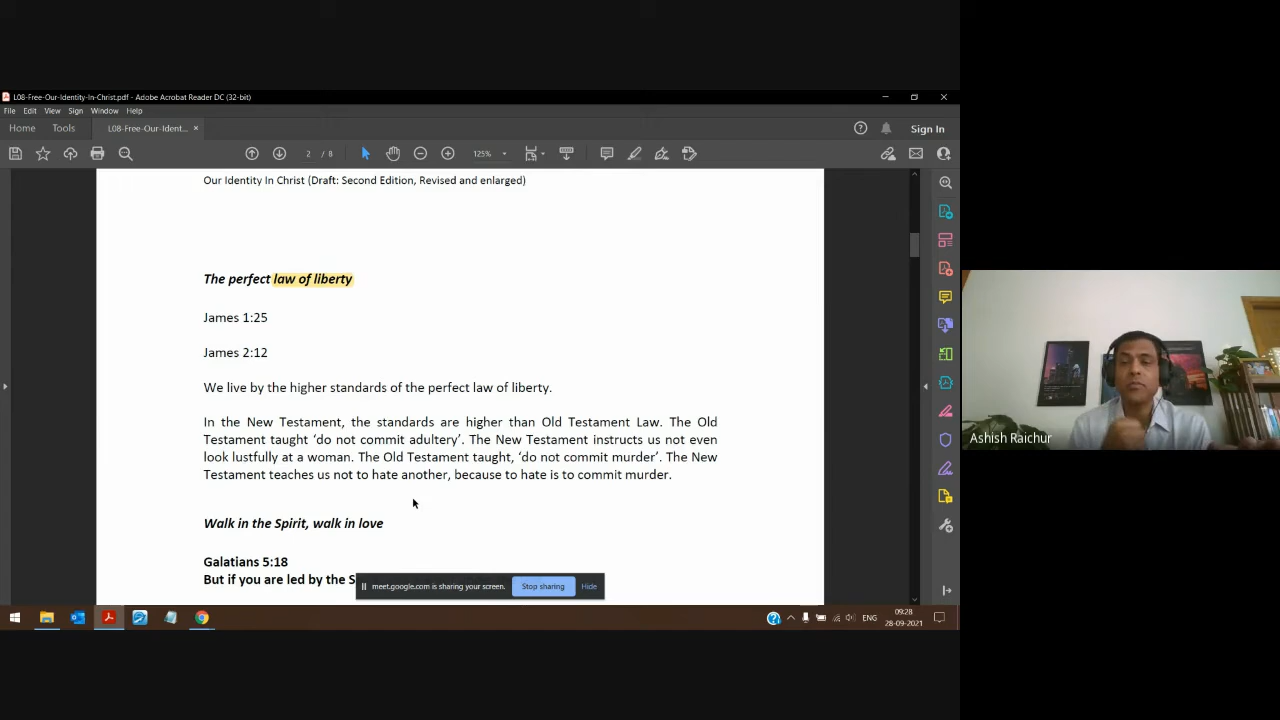 L08-Free-Our-Identity-In-Christ.pdf - Adobe Acrobat Reader DC (32-bit)
File Edit View Sign Window Help
Home Tools L08-Free-Our-Ident... × Sign In
2 / 8 125%
Our Identity In Christ (Draft: Second Edition, Revised and enlarged)
The perfect law of liberty
James 1:25
James 2:12
We live by the higher standards of the perfect law of liberty.
In the New Testament, the standards are higher than Old Testament Law. The Old
Testament taught ‘do not commit adultery’. The New Testament instructs us not even
look lustfully at a woman. The Old Testament taught, ‘do not commit murder’. The New
Testament teaches us not to hate another, because to hate is to commit murder.
Walk in the Spirit, walk in love
Galatians 5:18
But if you are led by the S
meet.google.com is sharing your screen. Stop sharing Hide
Ashish Raichur
ENG 09:28
28-09-2021